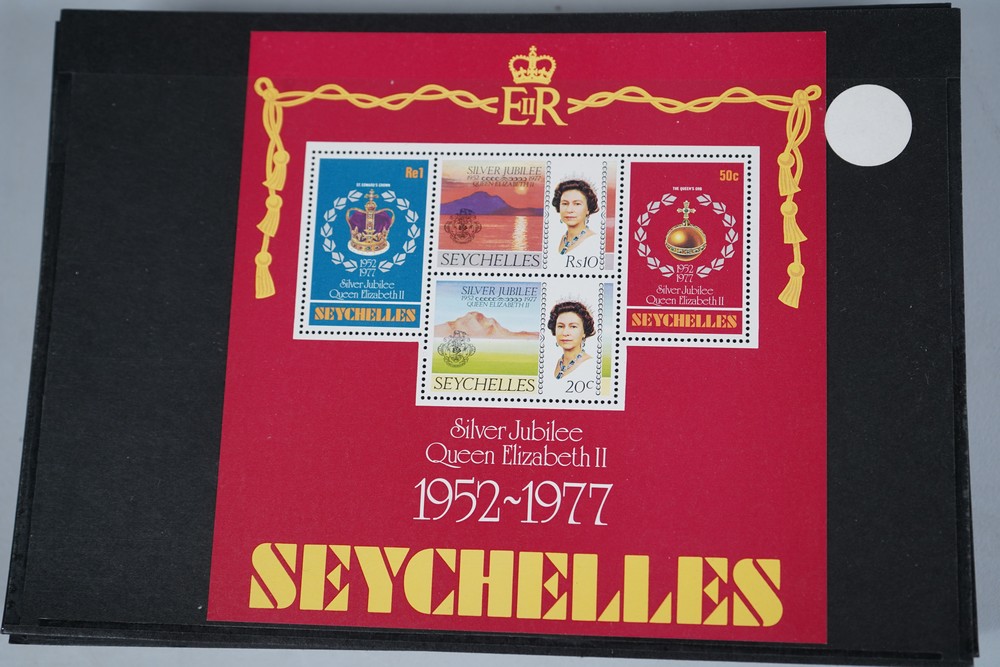 EIIR
Re1
ST. EDWARD'S CROWN
1952
1977
Silver Jubilee
Queen Elizabeth II
SEYCHELLES
SILVER JUBILEE
1952 1977
QUEEN ELIZABETH II
SEYCHELLES
Rs10
50c
THE QUEEN'S ORB
1952
1977
Silver Jubilee
Queen Elizabeth II
SEYCHELLES
SILVER JUBILEE
1952 1977
QUEEN ELIZABETH II
SEYCHELLES
20c
Silver Jubilee
Queen Elizabeth II
1952~1977
SEYCHELLES